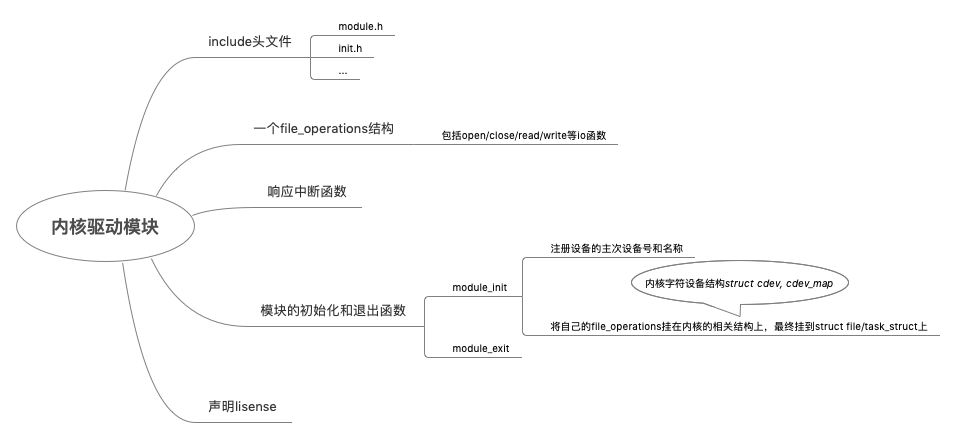 include头文件
module.h
init.h
...
一个file_operations结构
包括open/close/read/write等io函数
响应中断函数
内核驱动模块
模块的初始化和退出函数
module_init
注册设备的主次设备号和名称
内核字符设备结构struct cdev, cdev_map
将自己的file_operations挂在内核的相关结构上，最终挂到struct file/task_struct上
module_exit
声明lisense